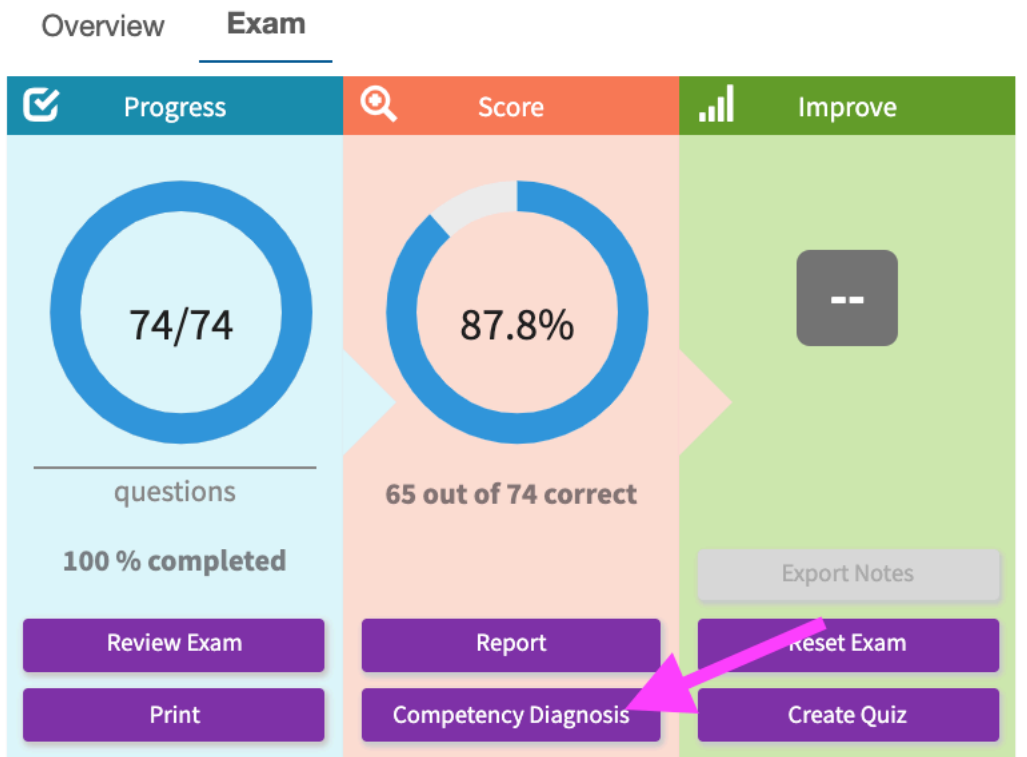 Overview
Exam
Progress
Score
Improve
74/74
87.8%
--
questions
65 out of 74 correct
100 % completed
Export Notes
Review Exam
Report
Reset Exam
Print
Competency Diagnosis
Create Quiz